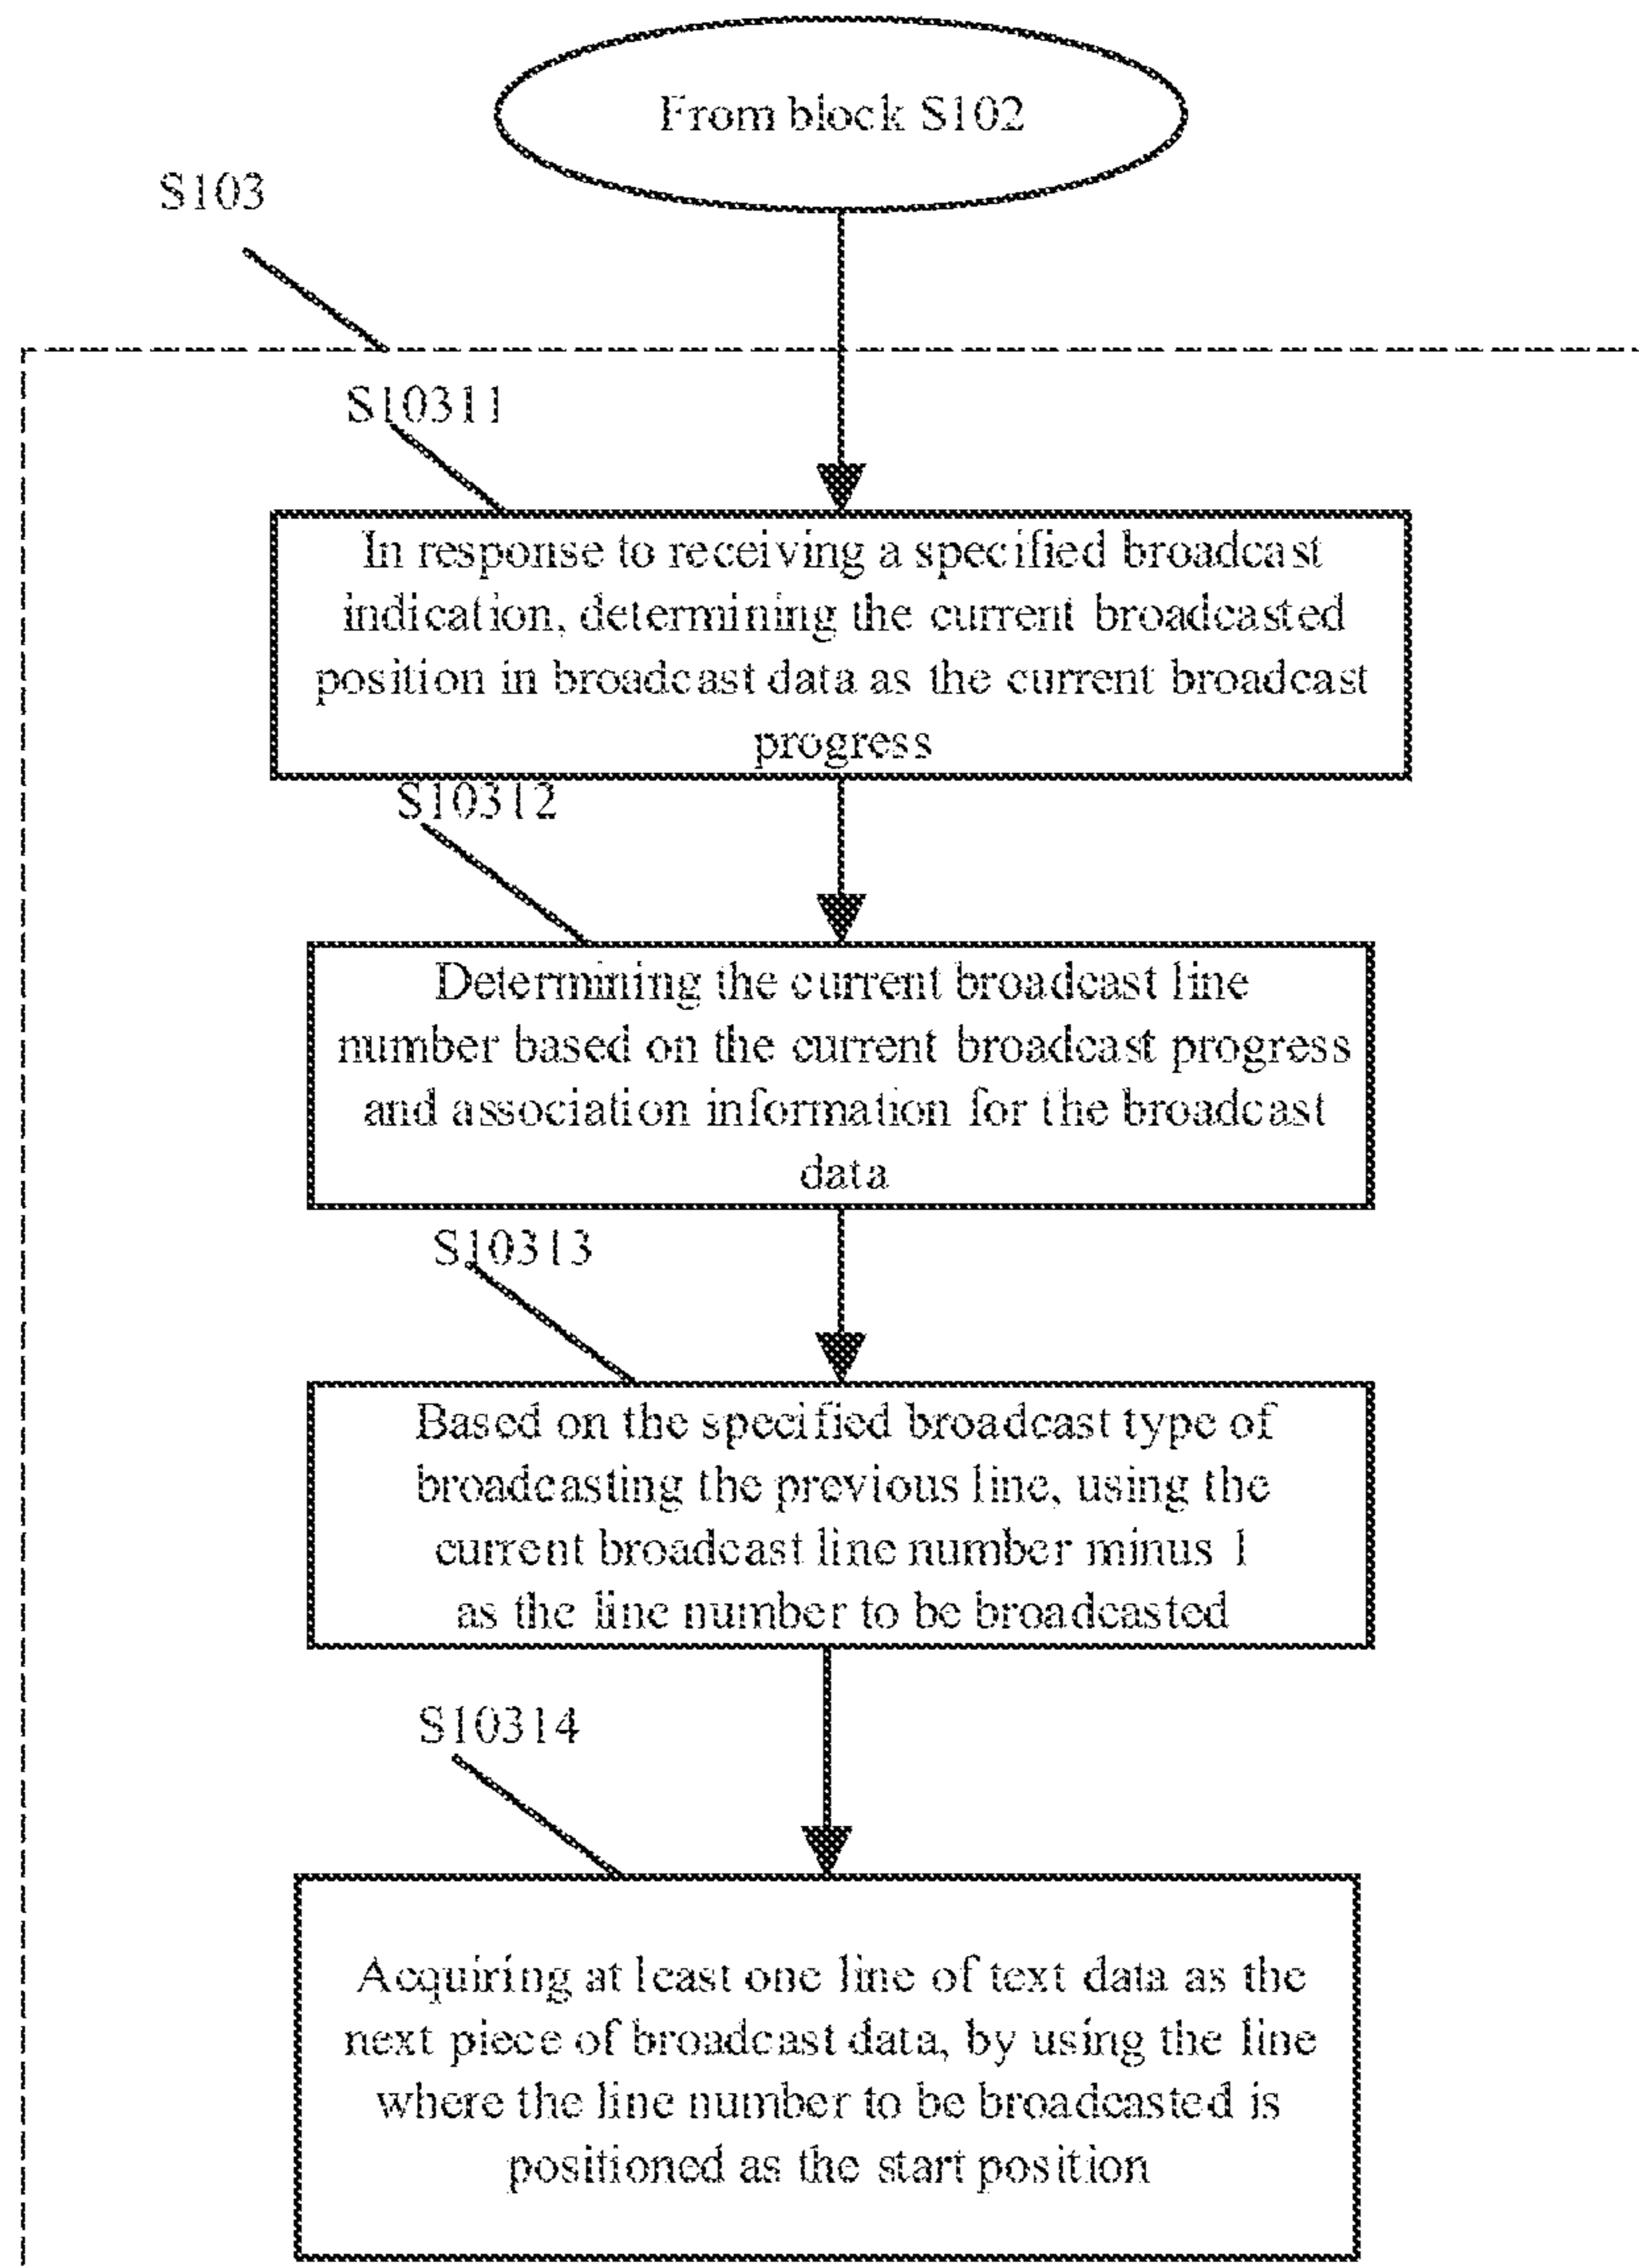 From block S102
S103
S10311
In response to receiving a specified broadcast
indication, determining the current broadcasted
position in broadcast data as the current broadcast
progress
S10312
Determining the current broadcast line
number based on the current broadcast progress
and association information for the broadcast
data
S10313
Based on the specified broadcast type of
broadcasting the previous line, using the
current broadcast line number minus 1
as the line number to be broadcasted
S10314
Acquiring at least one line of text data as the
next piece of broadcast data, by using the line
where the line number to be broadcasted is
positioned as the start position